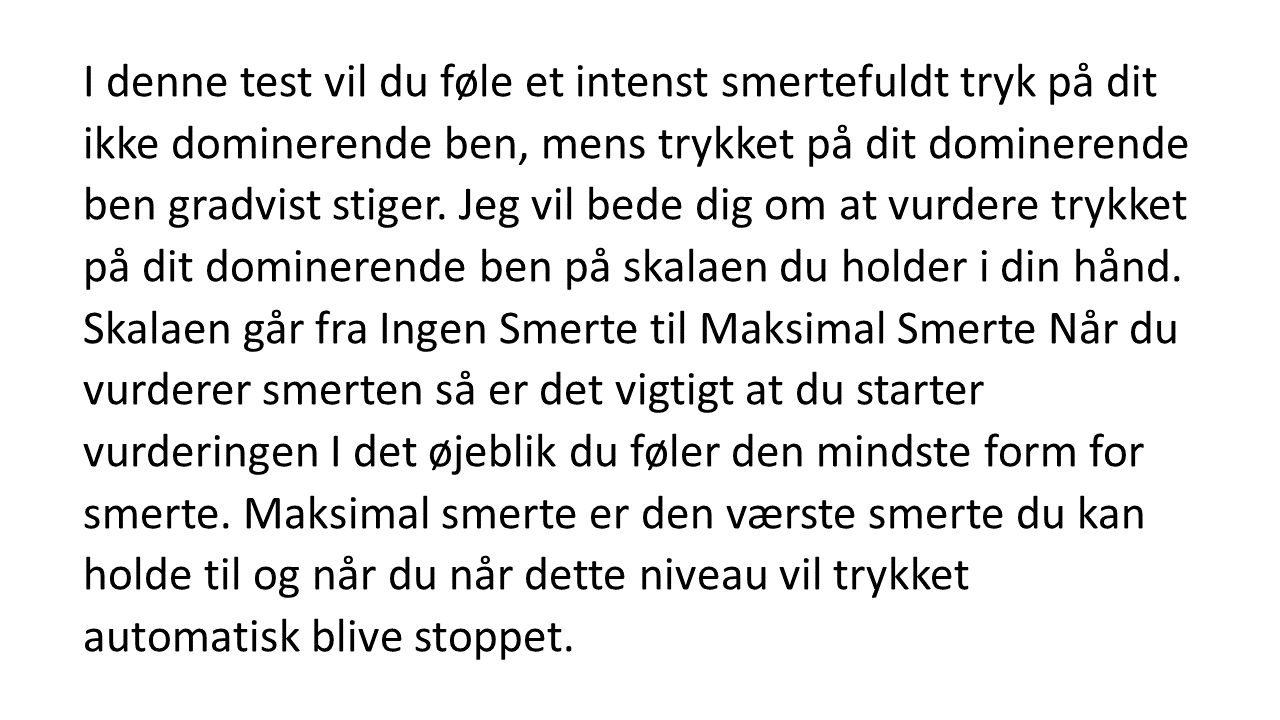 I denne test vil du føle et intenst smertefuldt tryk på dit
ikke dominerende ben, mens trykket på dit dominerende
ben gradvist stiger. Jeg vil bede dig om at vurdere trykket
på dit dominerende ben på skalaen du holder i din hånd.
Skalaen går fra Ingen Smerte til Maksimal Smerte Når du
vurderer smerten så er det vigtigt at du starter
vurderingen I det øjeblik du føler den mindste form for
smerte. Maksimal smerte er den værste smerte du kan
holde til og når du når dette niveau vil trykket
automatisk blive stoppet.